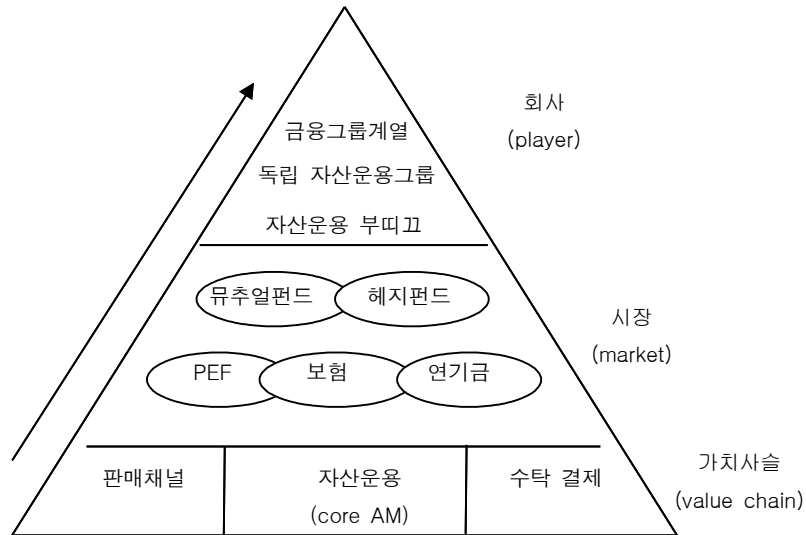 금융그룹계열
독립 자산운용그룹
자산운용 부띠끄
회사
(player)
뮤추얼펀드
헤지펀드
PEF
보험
연기금
시장
(market)
판매채널
자산운용
(core AM)
수탁 결제
가치사슬
(value chain)